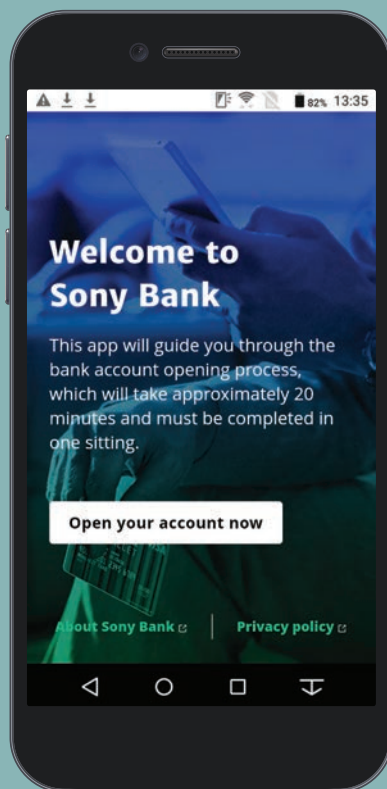 82% 13:35
Welcome to
Sony Bank
This app will guide you through the
bank account opening process,
which will take approximately 20
minutes and must be completed in
one sitting.
Open your account now
About Sony Bank
Privacy policy